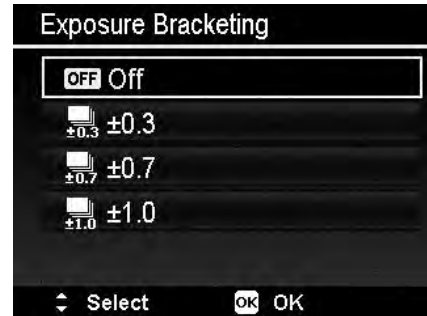 Exposure Bracketing
OFF Off
±0.3 ±0.3
±0.7 ±0.7
±1.0 ±1.0
Select OK OK